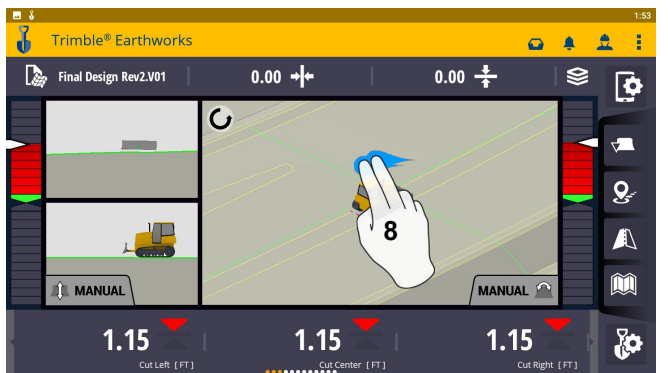 1:53
Trimble® Earthworks
Final Design Rev2.V01
0.00
0.00
8
MANUAL
MANUAL
1.15
1.15
1.15
Cut Left [FT]
Cut Center [FT]
Cut Right [FT]